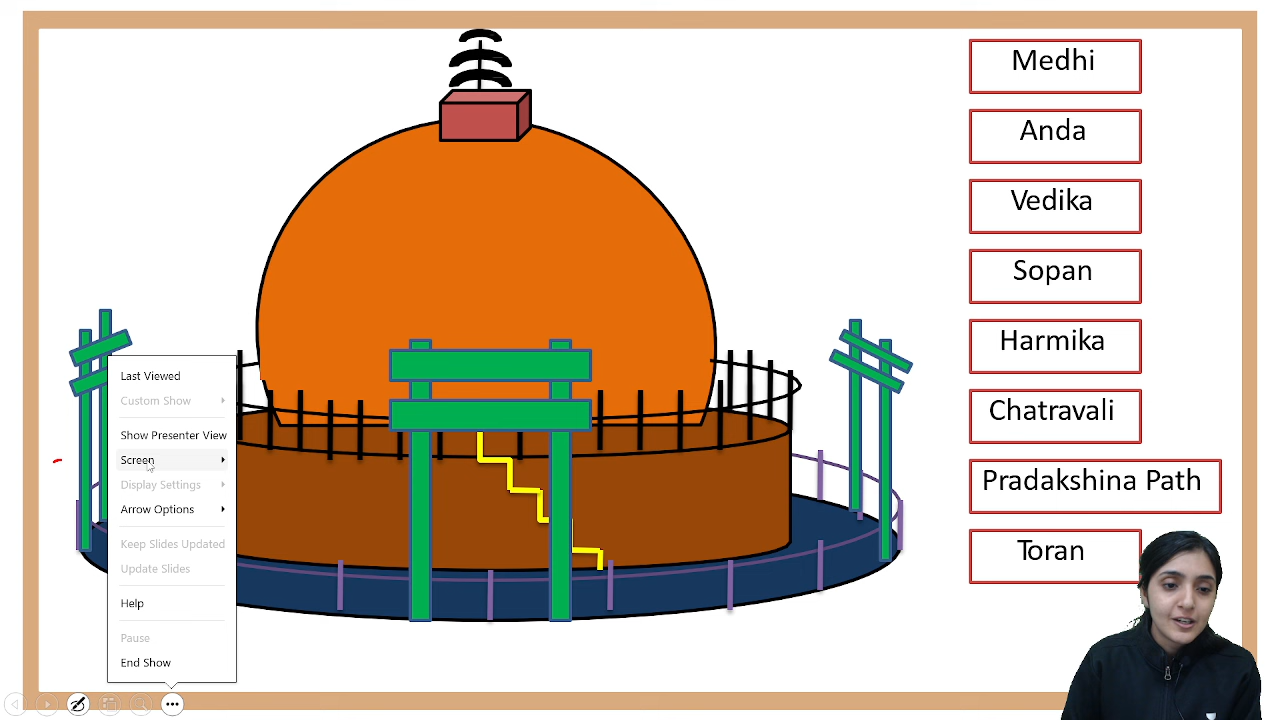 Medhi
Anda
Vedika
Sopan
Harmika
Chatravali
Pradakshina Path
Toran
Last Viewed
Custom Show
Show Presenter View
Screen
Display Settings
Arrow Options
Keep Slides Updated
Update Slides
Help
Pause
End Show